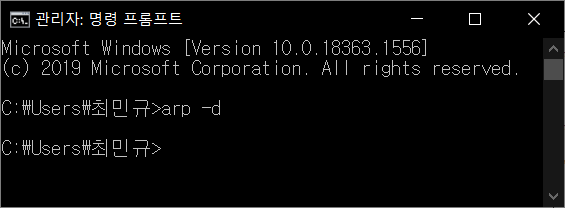 관리자: 명령 프롬프트
Microsoft Windows [Version 10.0.18363.1556]
(c) 2019 Microsoft Corporation. All rights reserved.
C:₩Users₩최민규>arp -d
C:₩Users₩최민규>